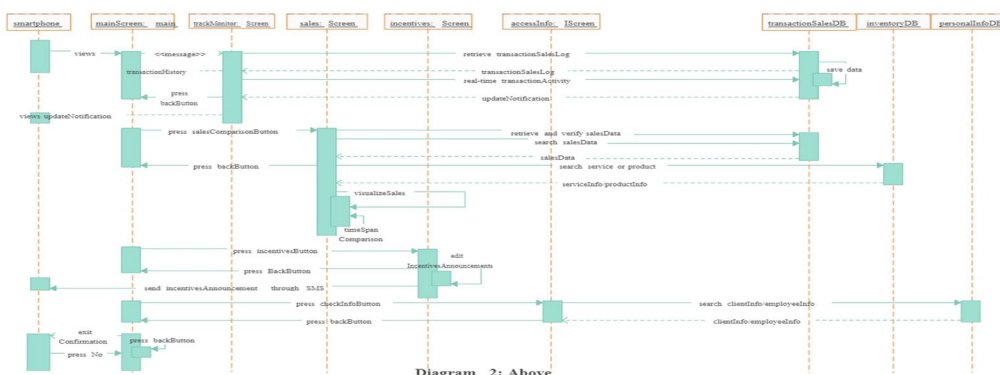 smartphone
mainScreen: main
trackMonitor: Screen
sales: Screen
incentives: Screen
accessInfo: IScreen
transactionSalesDB
inventoryDB
personalInfoDB
views
<<message>>
retrieve transactionSalesLog
save data
transactionHistory
transactionSalesLog
real-time transactionActivity
press
backButton
updateNotification
views updateNotification
press salesComparisonButton
retrieve and verify salesData
search salesData
salesData
press backButton
search service or product
serviceInfo/productInfo
visualizeSales
timeSpan
Comparison
press incentivesButton
edit
IncentivesAnnouncements
press BackButton
send incentivesAnnouncement through SMS
press checkInfoButton
search clientInfo/employeeInfo
press backButton
clientInfo/employeeInfo
exit
Confirmation
press backButton
press No
Diagram 2: Above